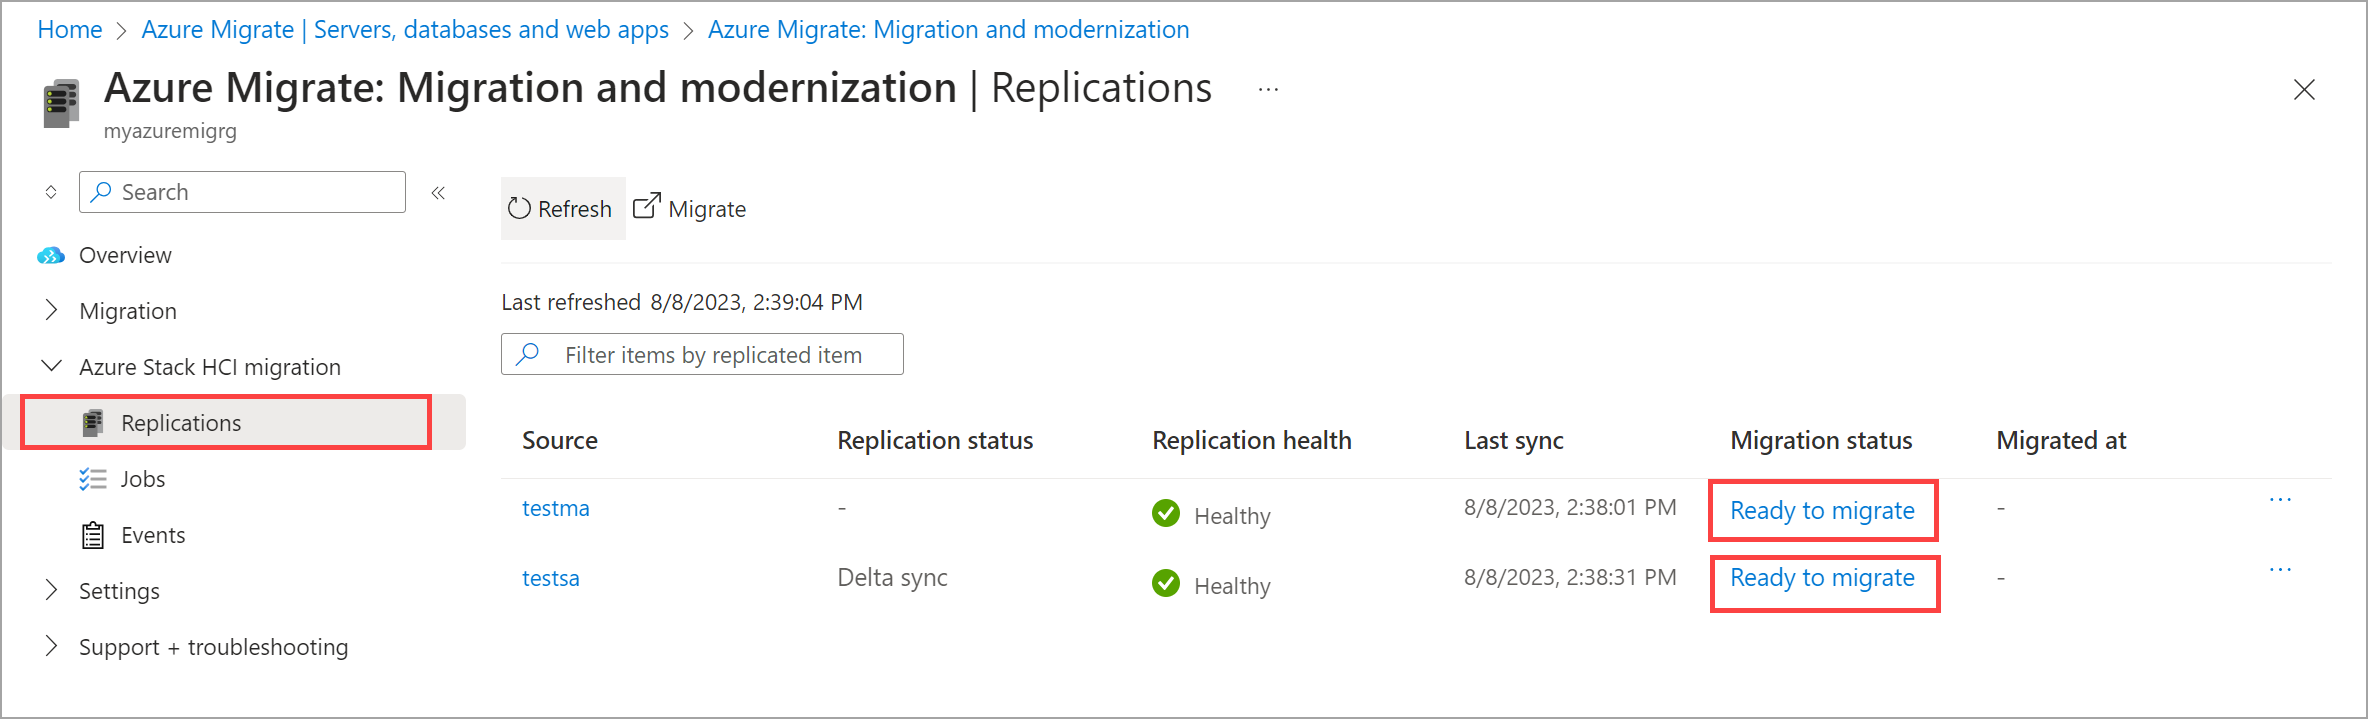 Home > Azure Migrate | Servers, databases and web apps > Azure Migrate: Migration and modernization
Azure Migrate: Migration and modernization | Replications ...
myazuremigrg
Search
Overview
Migration
Azure Stack HCI migration
Replications
Jobs
Events
Settings
Support + troubleshooting
Refresh Migrate
Last refreshed 8/8/2023, 2:39:04 PM
Filter items by replicated item
Source Replication status Replication health Last sync Migration status Migrated at
testma - Healthy 8/8/2023, 2:38:01 PM Ready to migrate - ...
testsa Delta sync Healthy 8/8/2023, 2:38:31 PM Ready to migrate - ...